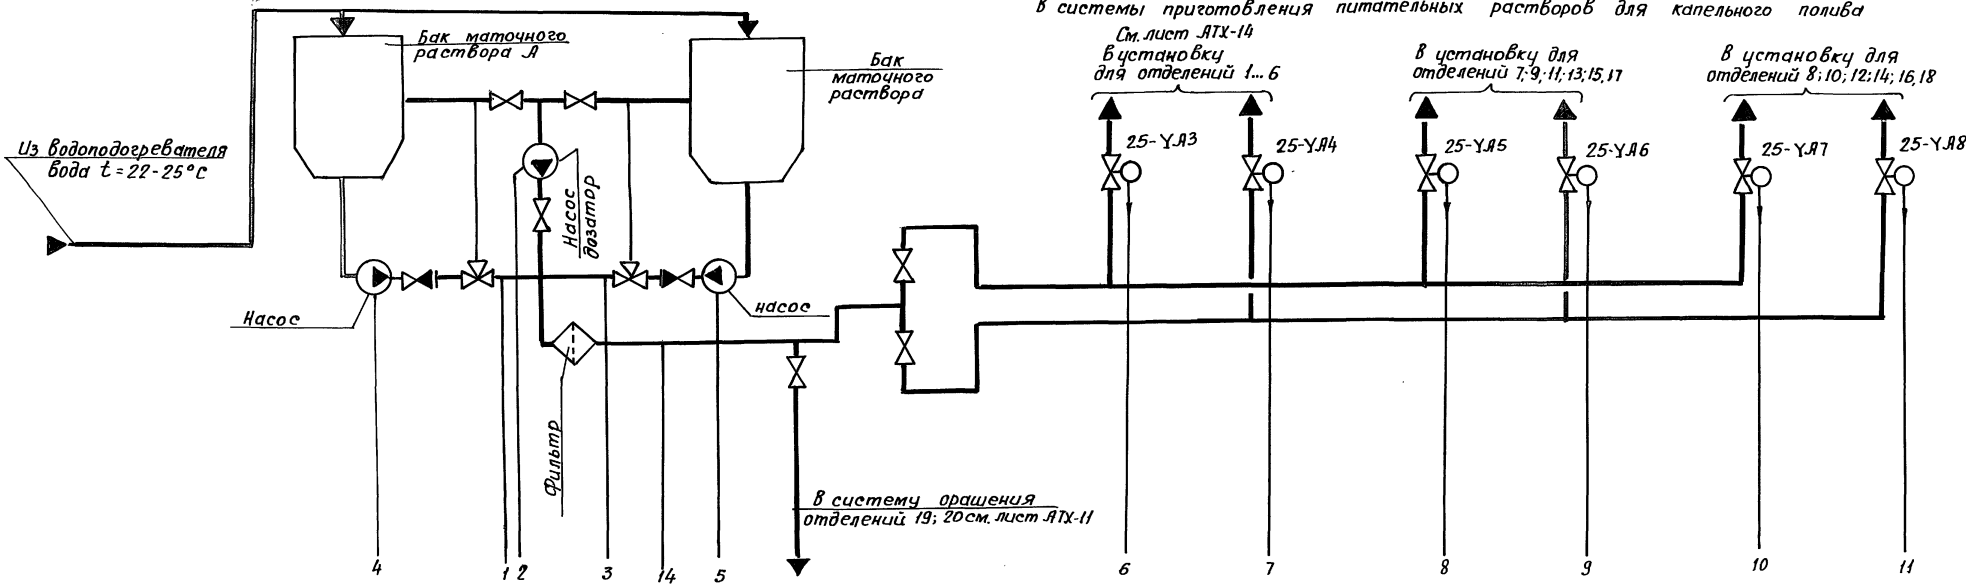 В системы приготовления питательных растворов для капельного полива
См. лист АТХ-14
В установку
для отделений 1...6
В установку для
отделений 7;9;11;13;15,17
В установку для
отделений 8;10;12;14;16,18
Бак маточного
раствора А
Бак
маточного
раствора
Из водоподогревателя
вода t = 22-25°С
25-YA3
25-YA4
25-YA5
25-YA6
25-YA7
25-YA8
Насос
дозатор
Насос
насос
Фильтр
В систему орашения
отделений 19; 20 см. лист АТХ-11
4
1
2
3
14
5
6
7
8
9
10
11